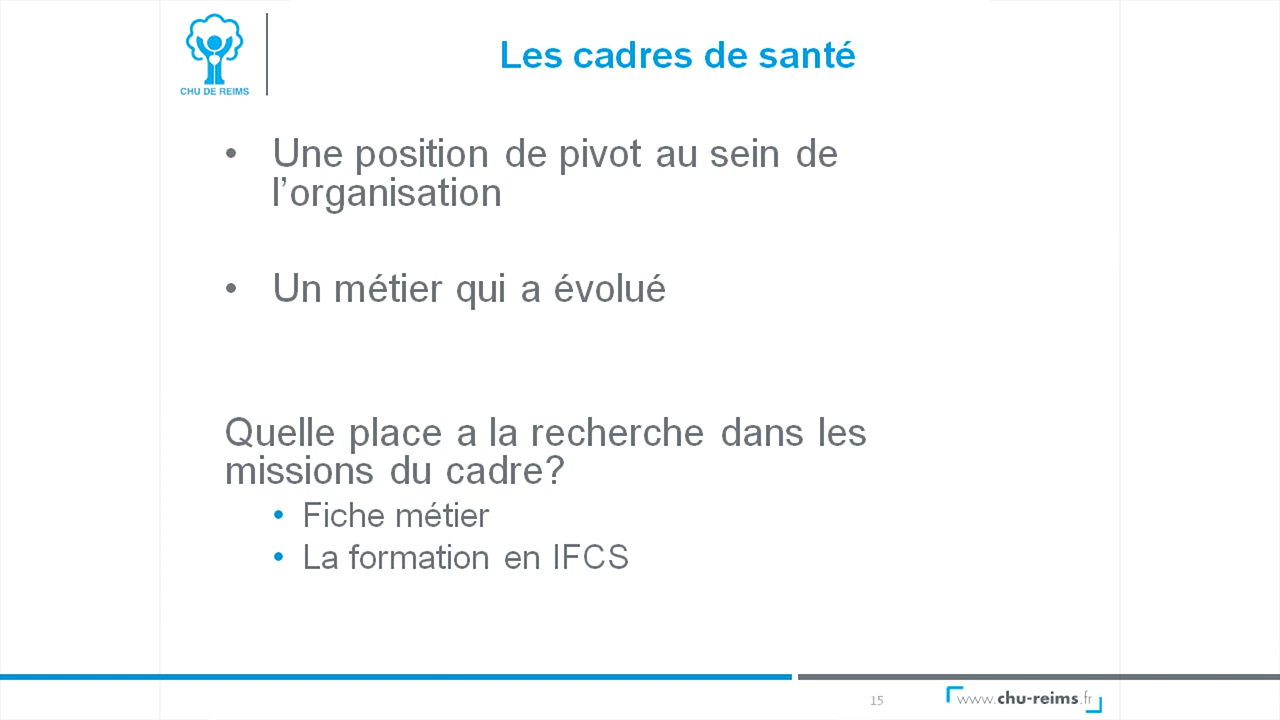 CHU DE REIMS
Les cadres de santé
• Une position de pivot au sein de
l’organisation
• Un métier qui a évolué
Quelle place a la recherche dans les
missions du cadre?
• Fiche métier
• La formation en IFCS
15
www.chu-reims.fr